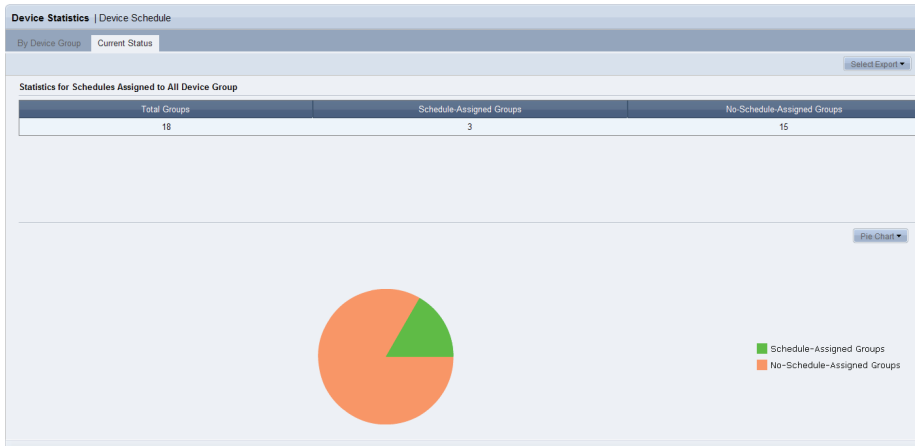 Device Statistics | Device Schedule
By Device Group Current Status
Select Export
Statistics for Schedules Assigned to All Device Group
Total Groups Schedule-Assigned Groups No-Schedule-Assigned Groups
18 3 15
Pie Chart
Schedule-Assigned Groups
No-Schedule-Assigned Groups